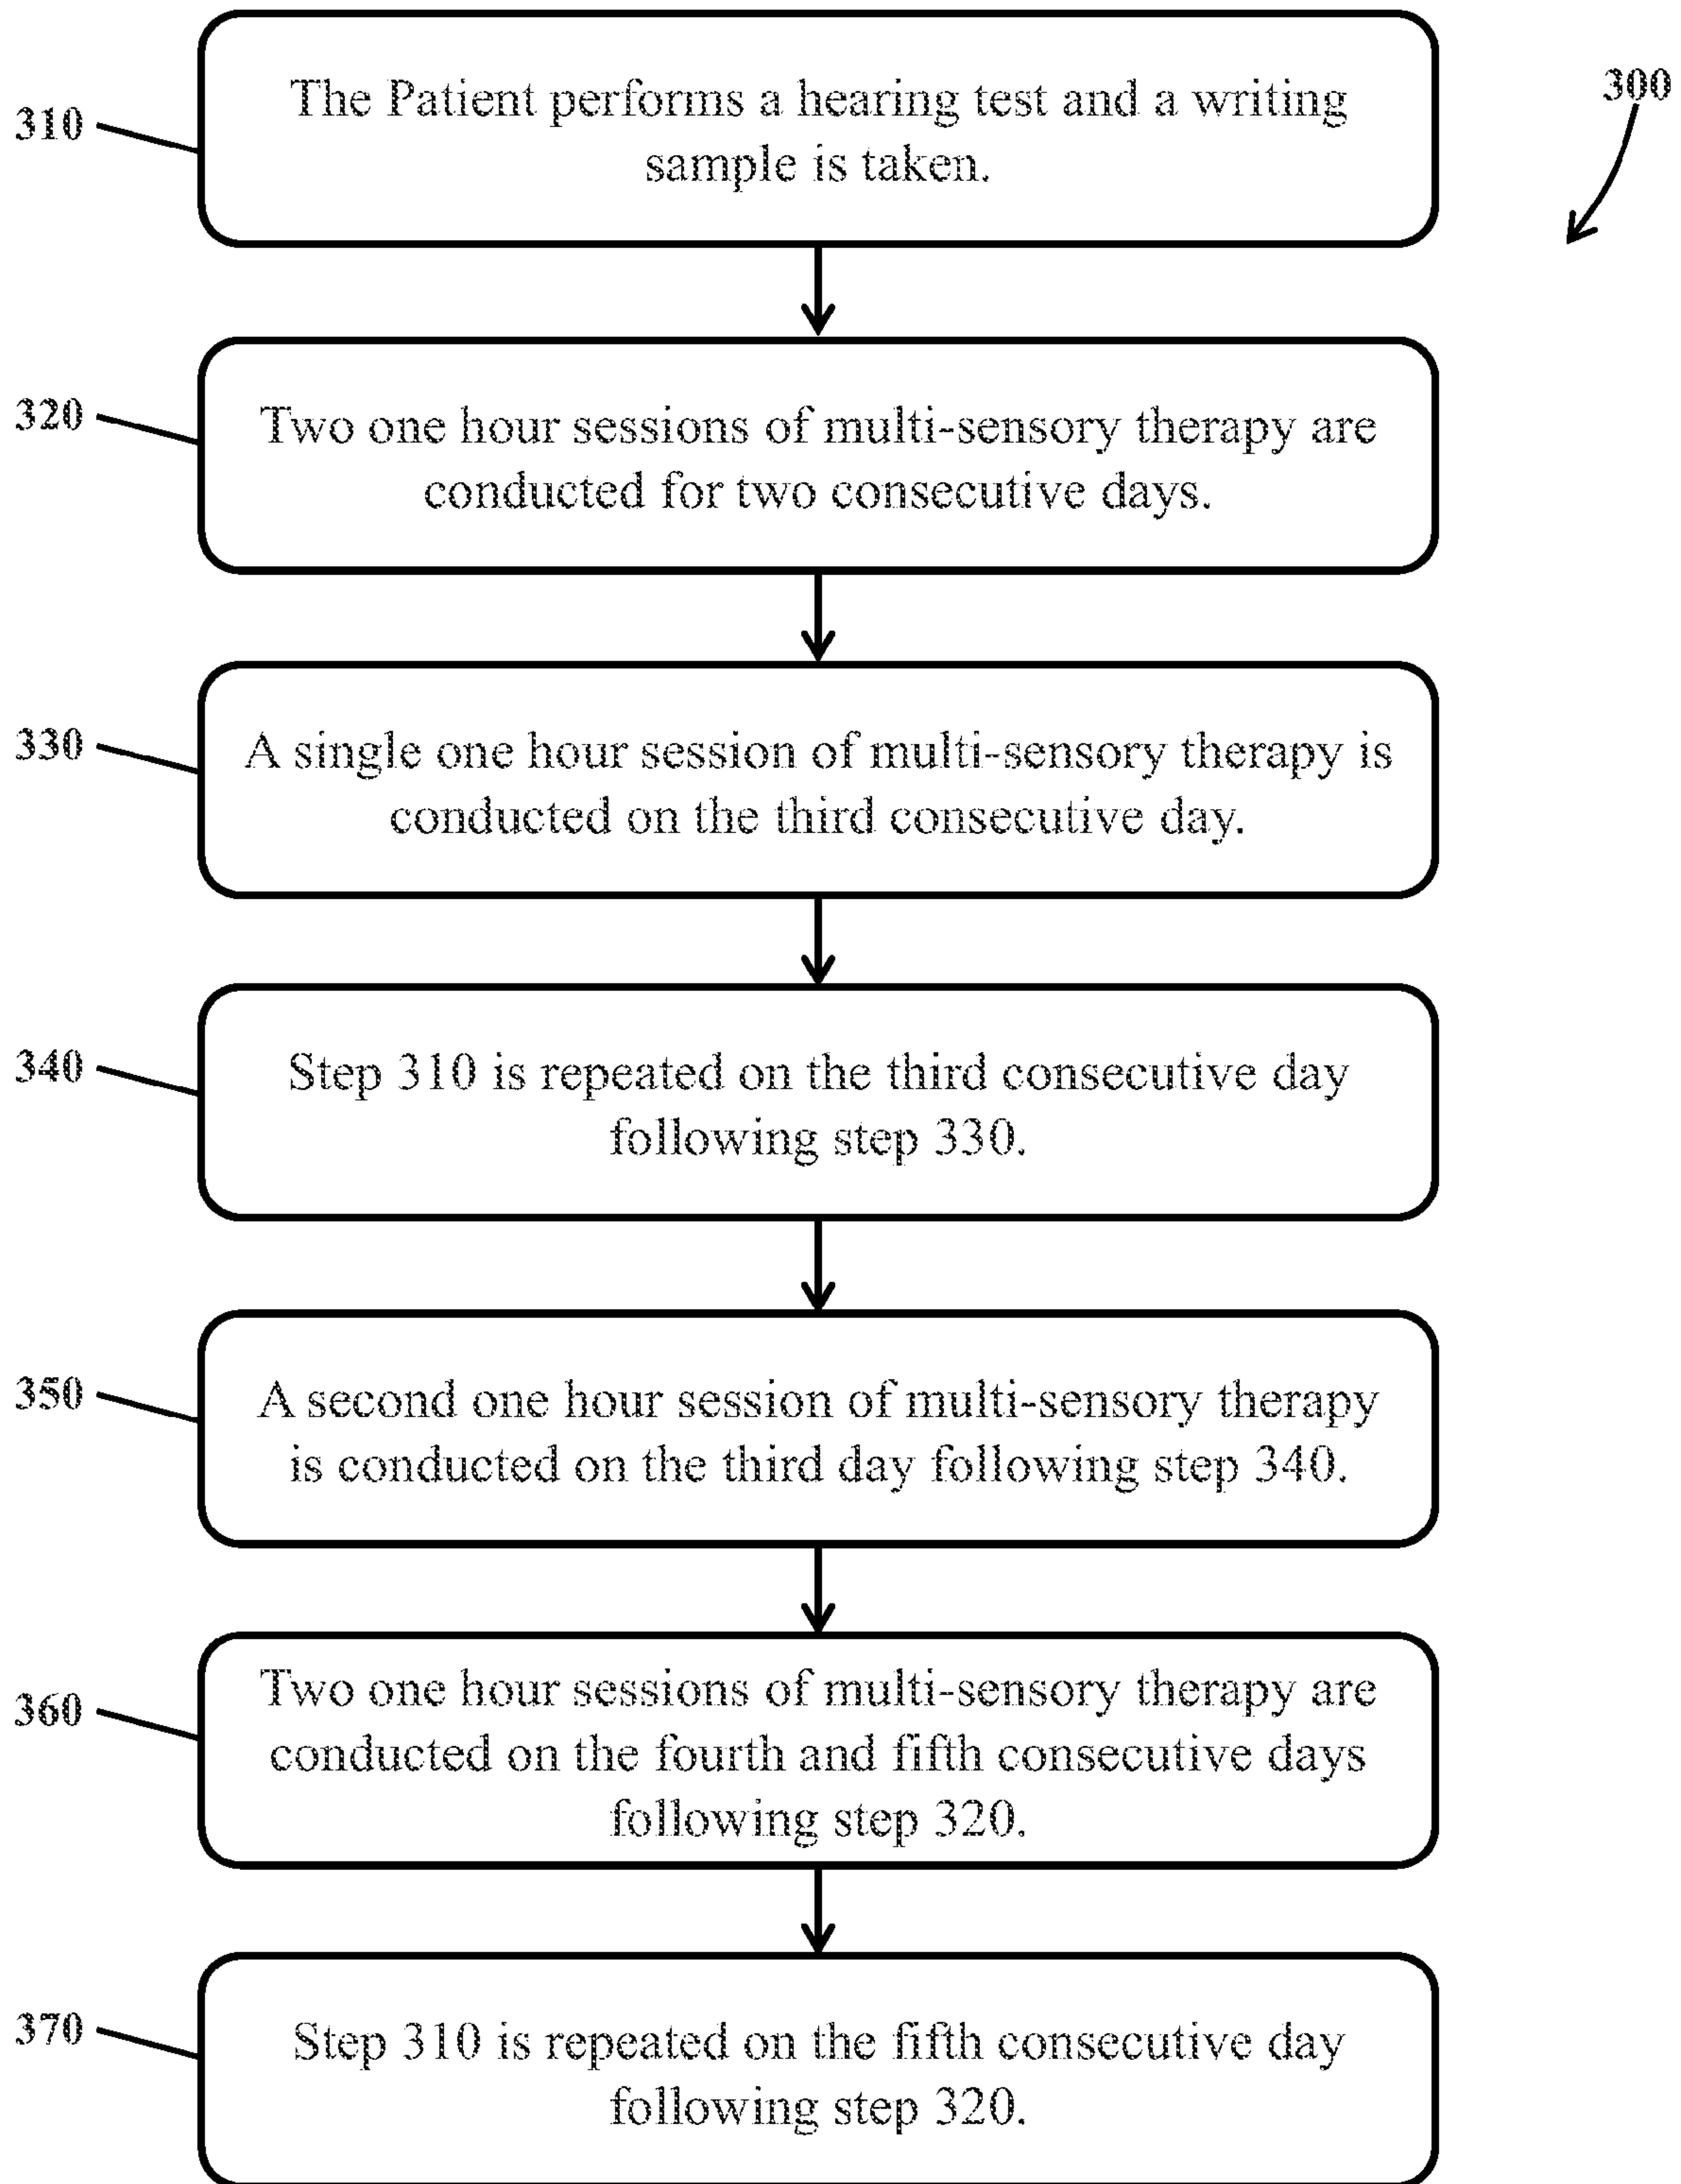 300
310
The Patient performs a hearing test and a writing
sample is taken.
320
Two one hour sessions of multi-sensory therapy are
conducted for two consecutive days.
330
A single one hour session of multi-sensory therapy is
conducted on the third consecutive day.
340
Step 310 is repeated on the third consecutive day
following step 330.
350
A second one hour session of multi-sensory therapy
is conducted on the third day following step 340.
360
Two one hour sessions of multi-sensory therapy are
conducted on the fourth and fifth consecutive days
following step 320.
370
Step 310 is repeated on the fifth consecutive day
following step 320.